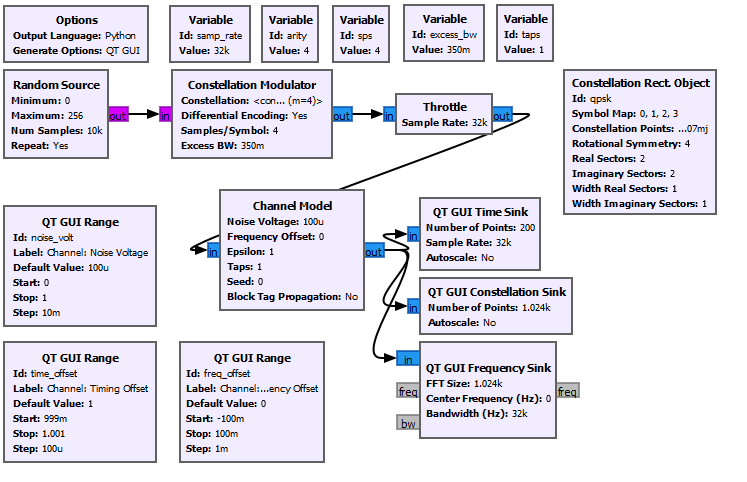 Options
Output Language: Python
Generate Options: QT GUI
Variable
Id: samp_rate
Value: 32k
Variable
Id: arity
Value: 4
Variable
Id: sps
Value: 4
Variable
Id: excess_bw
Value: 350m
Variable
Id: taps
Value: 1
Random Source
Minimum: 0
Maximum: 256
Num Samples: 10k
Repeat: Yes
out
in
Constellation Modulator
Constellation: <con... (m=4)>
Differential Encoding: Yes
Samples/Symbol: 4
Excess BW: 350m
out
in
Throttle
Sample Rate: 32k
out
Constellation Rect. Object
Id: qpsk
Symbol Map: 0, 1, 2, 3
Constellation Points: ...07mj
Rotational Symmetry: 4
Real Sectors: 2
Imaginary Sectors: 2
Width Real Sectors: 1
Width Imaginary Sectors: 1
QT GUI Range
Id: noise_volt
Label: Channel: Noise Voltage
Default Value: 100u
Start: 0
Stop: 1
Step: 10m
in
Channel Model
Noise Voltage: 100u
Frequency Offset: 0
Epsilon: 1
Taps: 1
Seed: 0
Block Tag Propagation: No
out
in
QT GUI Time Sink
Number of Points: 200
Sample Rate: 32k
Autoscale: No
in
QT GUI Constellation Sink
Number of Points: 1.024k
Autoscale: No
QT GUI Range
Id: time_offset
Label: Channel: Timing Offset
Default Value: 1
Start: 999m
Stop: 1.001
Step: 100u
QT GUI Range
Id: freq_offset
Label: Channel:...ency Offset
Default Value: 0
Start: -100m
Stop: 100m
Step: 1m
in
freq
bw
QT GUI Frequency Sink
FFT Size: 1.024k
Center Frequency (Hz): 0
Bandwidth (Hz): 32k
freq